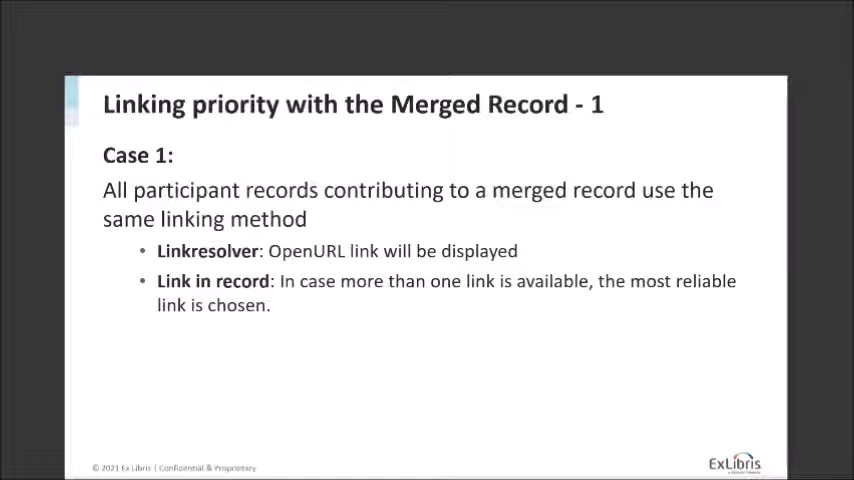 Linking priority with the Merged Record - 1
Case 1:
All participant records contributing to a merged record use the
same linking method
• Linkresolver: OpenURL link will be displayed
• Link in record: In case more than one link is available, the most reliable
link is chosen.
© 2021 Ex Libris | Confidential & Proprietary
ExLibris